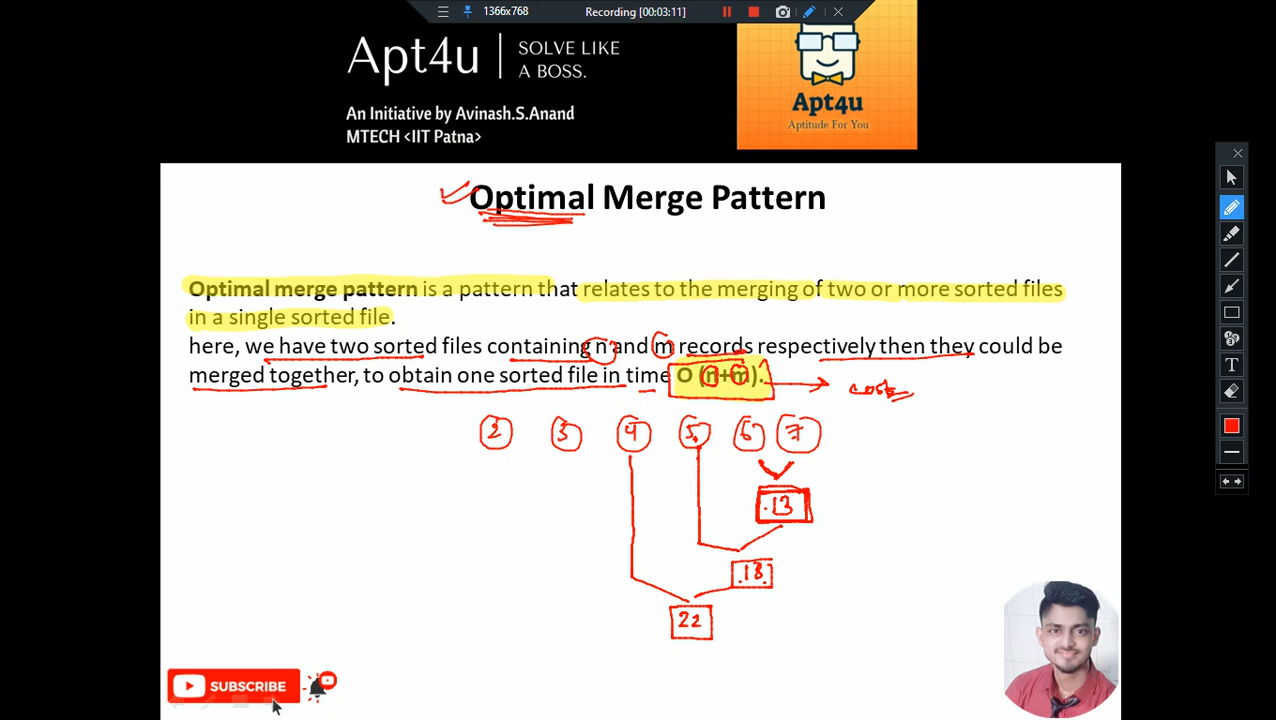 1366x768 Recording [00:03:11]
Apt4u SOLVE LIKE
A BOSS.
An Initiative by Avinash.S.Anand
MTECH <IIT Patna>
Apt4u
Aptitude For You
Optimal Merge Pattern
Optimal merge pattern is a pattern that relates to the merging of two or more sorted files
in a single sorted file.
here, we have two sorted files containing n and m records respectively then they could be
merged together, to obtain one sorted file in time O (n+m).
2 3 4 5 6 7
13
18
22
SUBSCRIBE
T